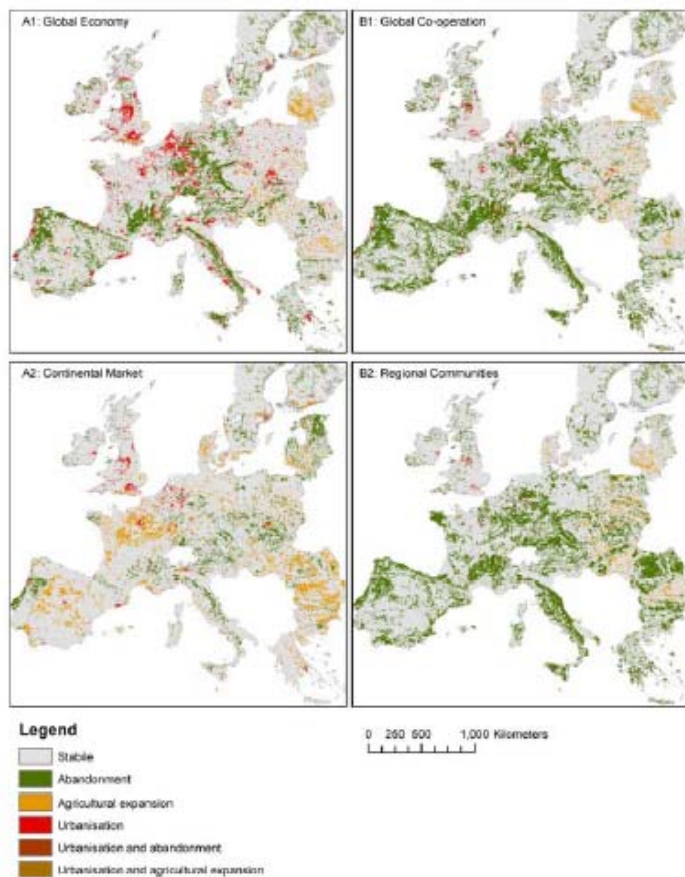 A1: Global Economy
B1: Global Co-operation
A2: Continental Market
B2: Regional Communities
Legend
Stabile
Abandonment
Agricultural expansion
Urbanisation
Urbanisation and abandonment
Urbanisation and agricultural expansion
0 250 500 1,000 Kilometers